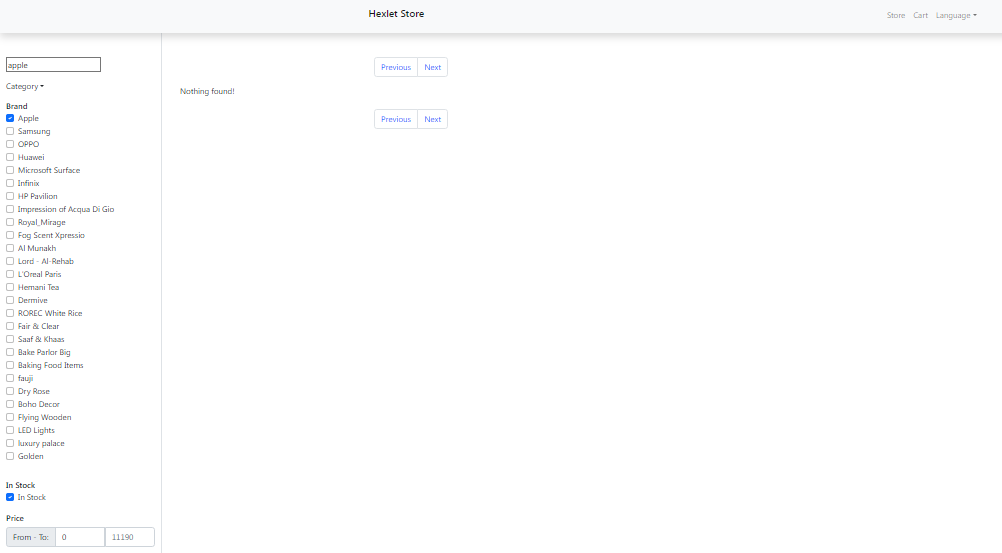 Hexlet Store
Store Cart Language
apple
Category
Brand
Apple
Samsung
OPPO
Huawei
Microsoft Surface
Infinix
HP Pavilion
Impression of Acqua Di Gio
Royal_Mirage
Fog Scent Xpressio
Al Munakh
Lord - Al-Rehab
L'Oreal Paris
Hemani Tea
Dermive
ROREC White Rice
Fair & Clear
Saaf & Khaas
Bake Parlor Big
Baking Food Items
fauji
Dry Rose
Boho Decor
Flying Wooden
LED Lights
luxury palace
Golden
In Stock
In Stock
Price
From - To: 0 11190
Previous Next
Nothing found!
Previous Next